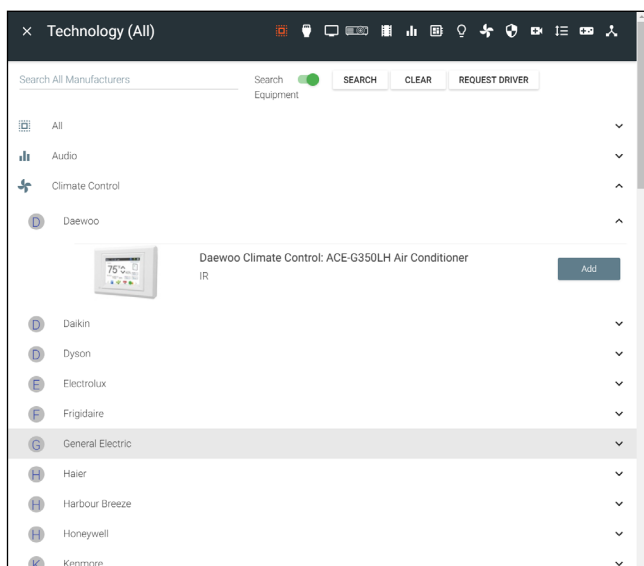 Technology (All)
Search All Manufacturers
Search
Equipment
SEARCH
CLEAR
REQUEST DRIVER
All
Audio
Climate Control
D
Daewoo
75°
Daewoo Climate Control: ACE-G350LH Air Conditioner
IR
Add
D
Daikin
D
Dyson
E
Electrolux
F
Frigidaire
G
General Electric
H
Haier
H
Harbour Breeze
H
Honeywell
K
Kenmore